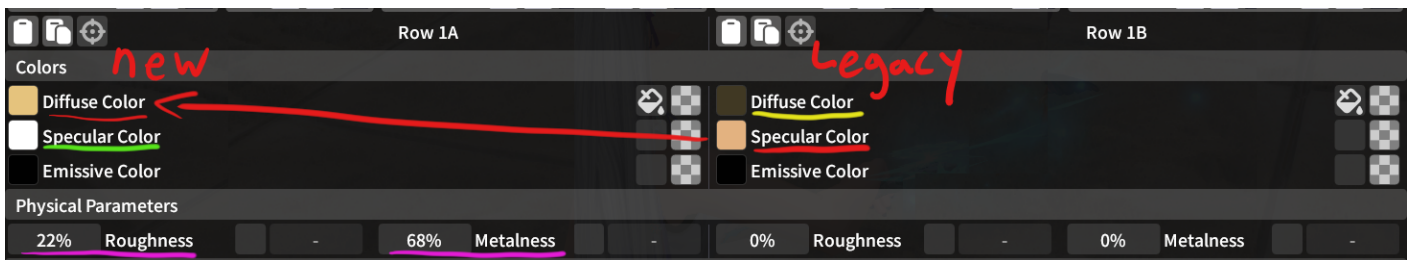 Row 1A
Row 1B
new
Legacy
Colors
Diffuse Color
Diffuse Color
Specular Color
Specular Color
Emissive Color
Emissive Color
Physical Parameters
22% Roughness - 68% Metalness -
0% Roughness - 0% Metalness -